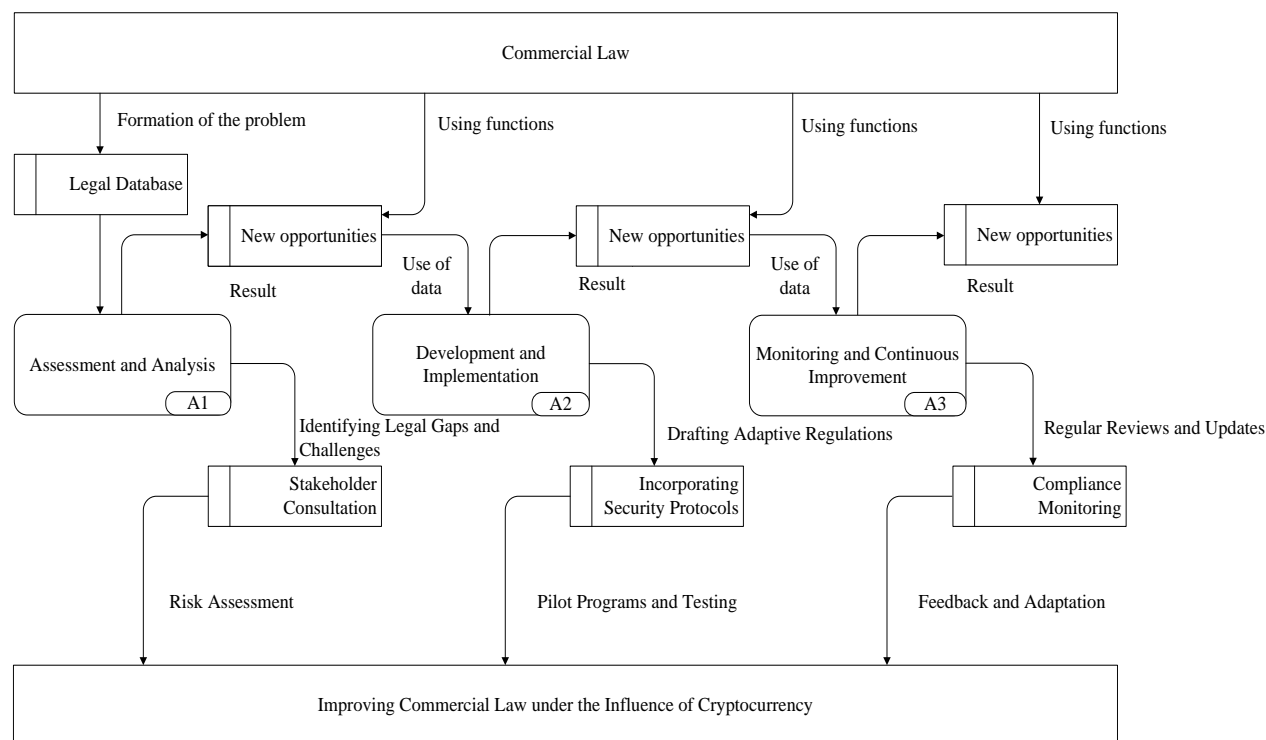 Commercial Law
Formation of the problem
Using functions
Using functions
Using functions
Legal Database
New opportunities
New opportunities
New opportunities
Result
Use of
data
Result
Use of
data
Result
Assessment and Analysis
A1
Development and
Implementation
A2
Monitoring and Continuous
Improvement
A3
Identifying Legal Gaps and
Challenges
Drafting Adaptive Regulations
Regular Reviews and Updates
Stakeholder
Consultation
Incorporating
Security Protocols
Compliance
Monitoring
Risk Assessment
Pilot Programs and Testing
Feedback and Adaptation
Improving Commercial Law under the Influence of Cryptocurrency